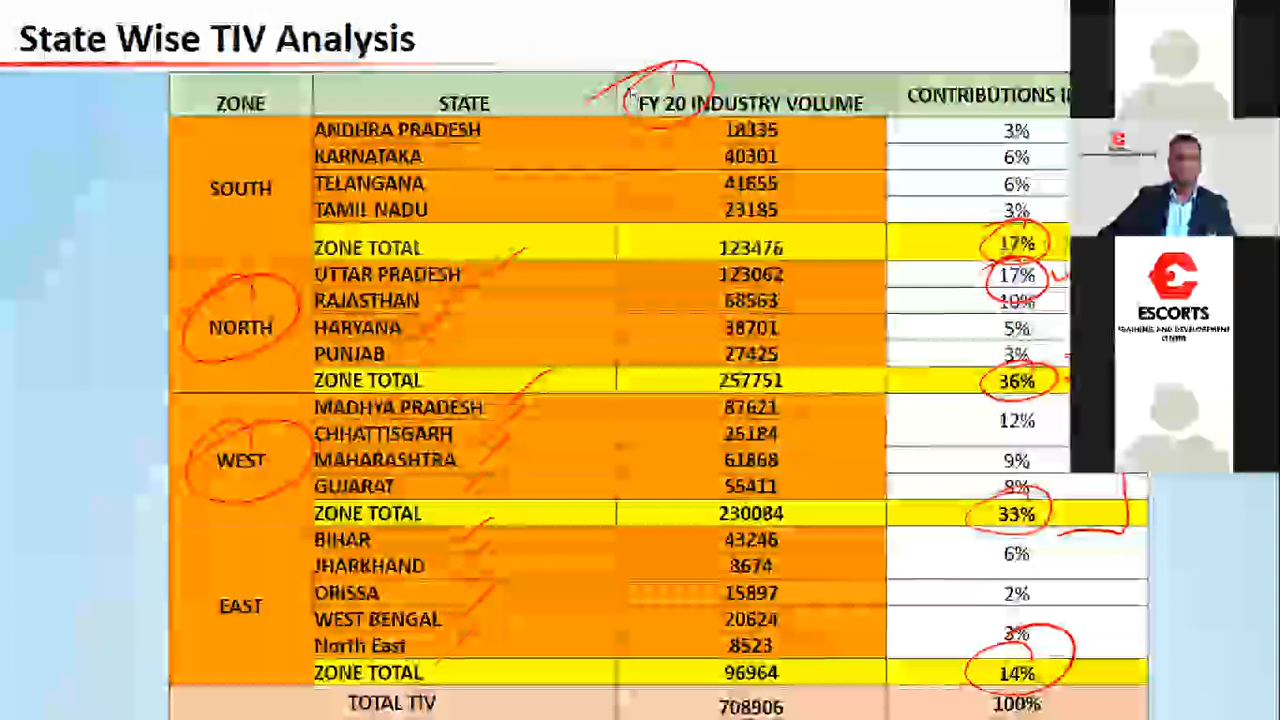 State Wise TIV Analysis
ZONE STATE FY 20 INDUSTRY VOLUME CONTRIBUTIONS
ANDHRA PRADESH 18335 3%
KARNATAKA 40301 6%
SOUTH
TELANGANA 41655 6%
TAMIL NADU 23185 3%
ZONE TOTAL 123476 17%
UTTAR PRADESH 123062 17%
RAJASTHAN 68563 10%
NORTH
HARYANA 38701 5%
PUNJAB 27425 3%
ZONE TOTAL 257751 36%
MADHYA PRADESH 87621
12%
CHHATTISGARH 25184
WEST
MAHARASHTRA 61868 9%
GUJARAT 55411 8%
ZONE TOTAL 230084 33%
BIHAR 43246
6%
JHARKHAND 8674
ORISSA 15897 2%
EAST
WEST BENGAL 20624
3%
North East 8523
ZONE TOTAL 96964 14%
TOTAL TIV 708906 100%
ESCORTS
TRAINING AND DEVELOPMENT
CENTRE